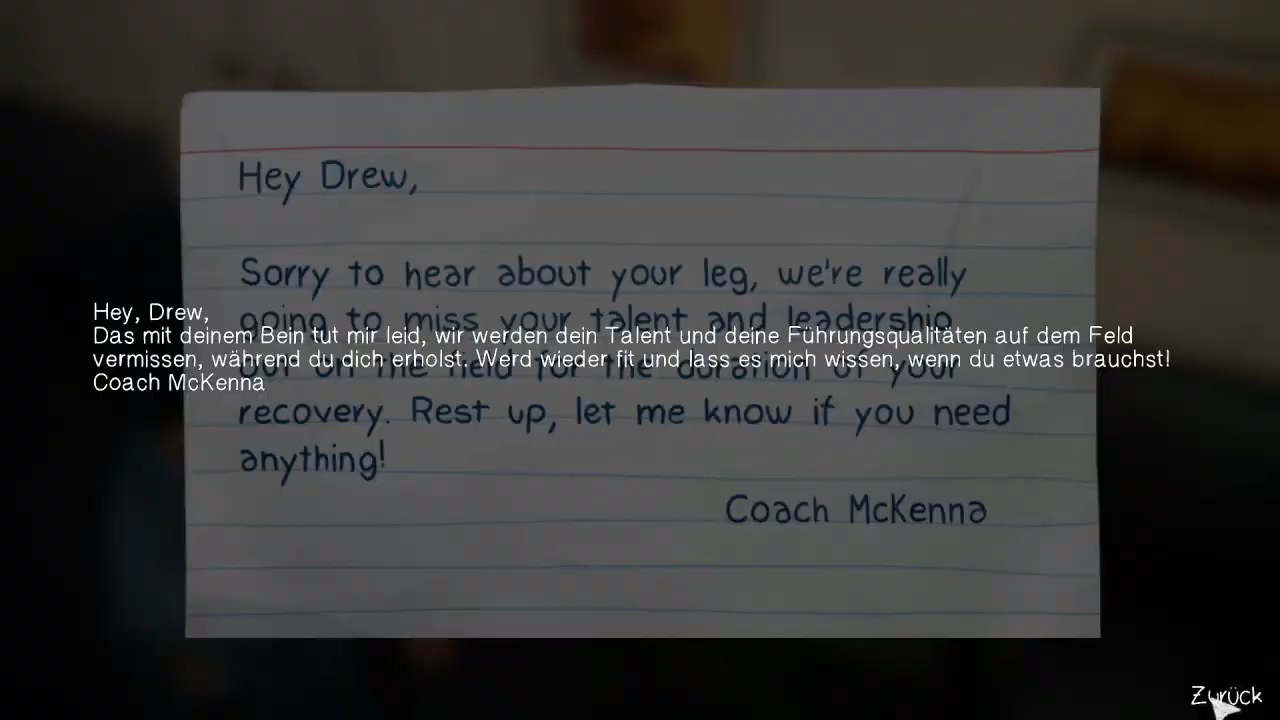 Hey Drew,
Sorry to hear about your leg, we're really
going to miss your talent and leadership
out on the field for the duration of your
recovery. Rest up, let me know if you need
anything!
Coach McKenna
Hey, Drew,
Das mit deinem Bein tut mir leid, wir werden dein Talent und deine Führungsqualitäten auf dem Feld
vermissen, während du dich erholst. Werd wieder fit und lass es mich wissen, wenn du etwas brauchst!
Coach McKenna
Zurück